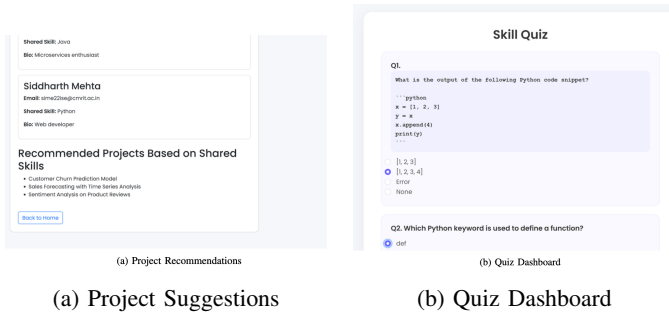 Shared Skill: Java
Bio: Microservices enthusiast
Siddharth Mehta
Email: sime22ise@cmrit.ac.in
Shared Skill: Python
Bio: Web developer
Recommended Projects Based on Shared
Skills
• Customer Churn Prediction Model
• Sales Forecasting with Time Series Analysis
• Sentiment Analysis on Product Reviews
Back to Home
(a) Project Recommendations
(a) Project Suggestions
Skill Quiz
Q1.
What is the output of the following Python code snippet?
```python
x = [1, 2, 3]
y = x
x.append(4)
print(y)
```
[1, 2, 3]
[1, 2, 3, 4]
Error
None
Q2. Which Python keyword is used to define a function?
def
(b) Quiz Dashboard
(b) Quiz Dashboard